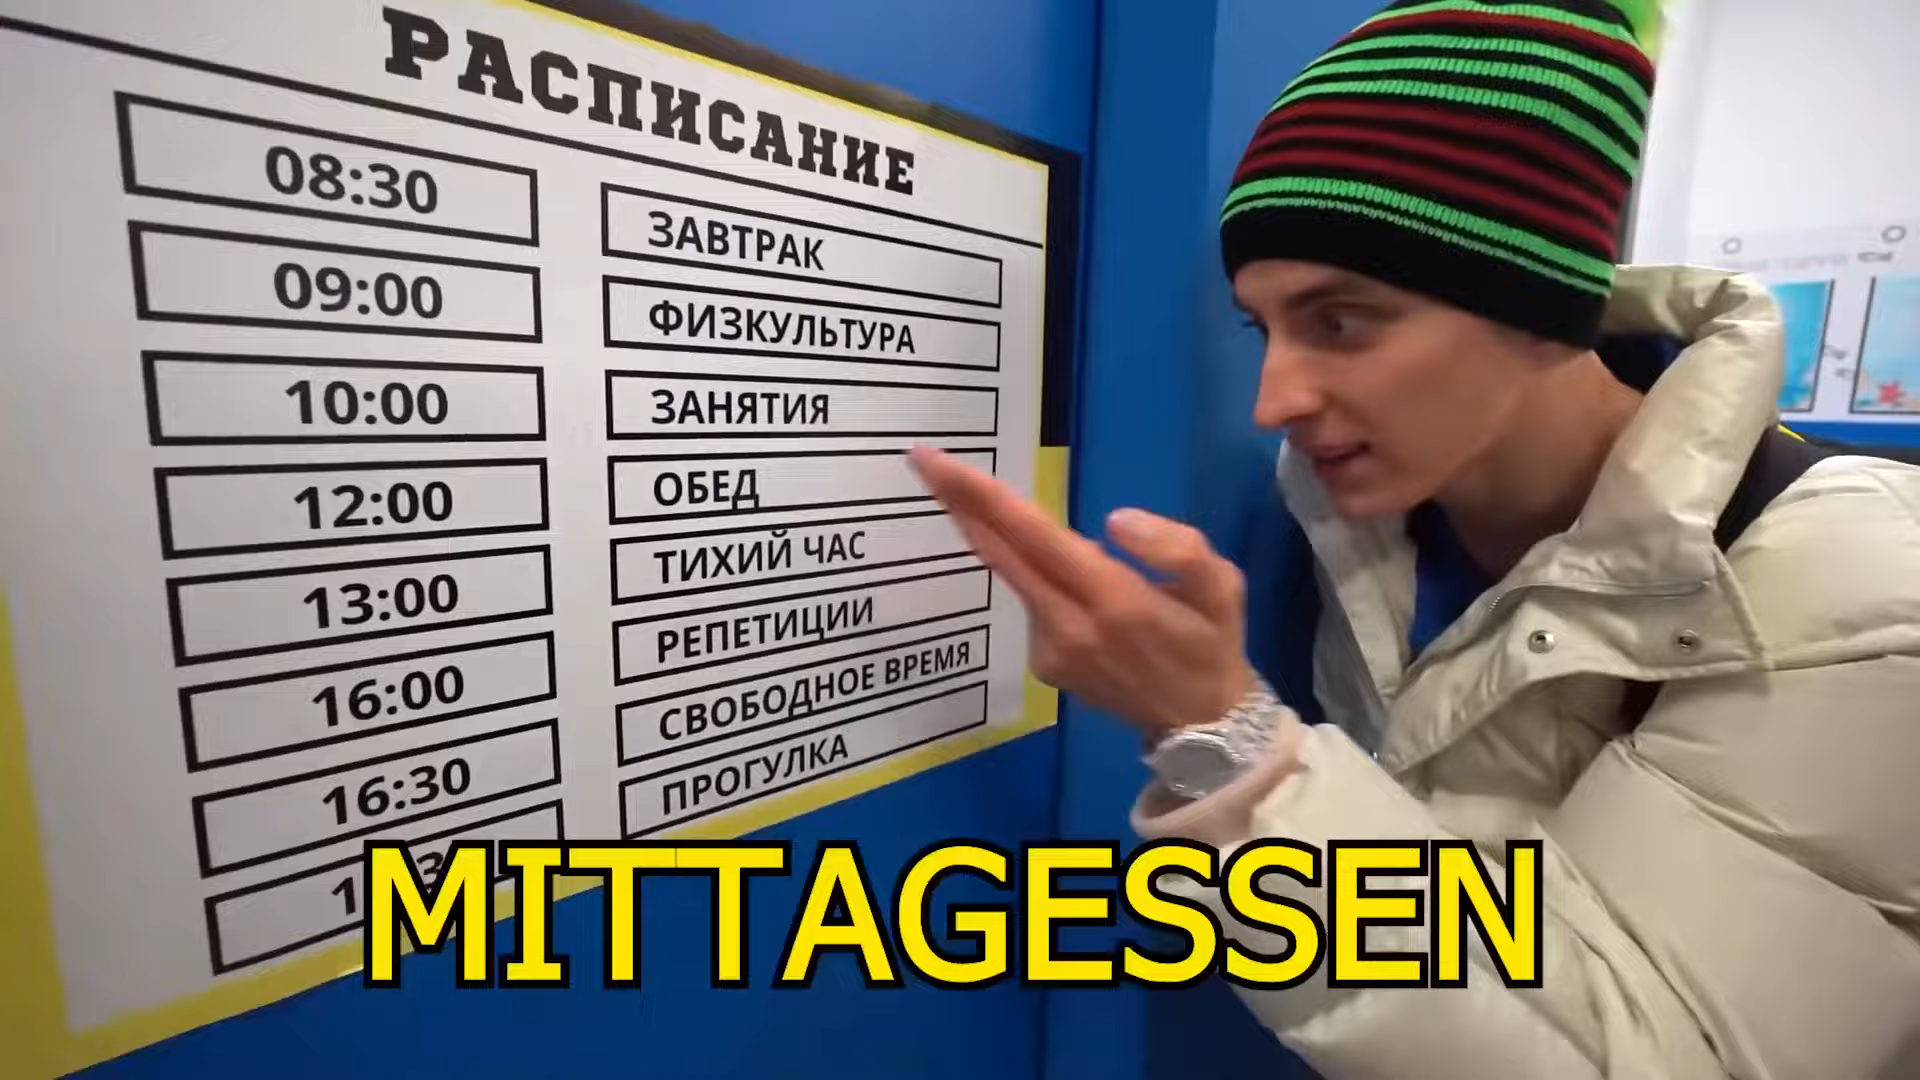 РАСПИСАНИЕ
08:30 ЗАВТРАК
09:00 ФИЗКУЛЬТУРА
10:00 ЗАНЯТИЯ
12:00 ОБЕД
13:00 ТИХИЙ ЧАС
16:00 РЕПЕТИЦИИ
16:30 СВОБОДНОЕ ВРЕМЯ
ПРОГУЛКА
MITTAGESSEN